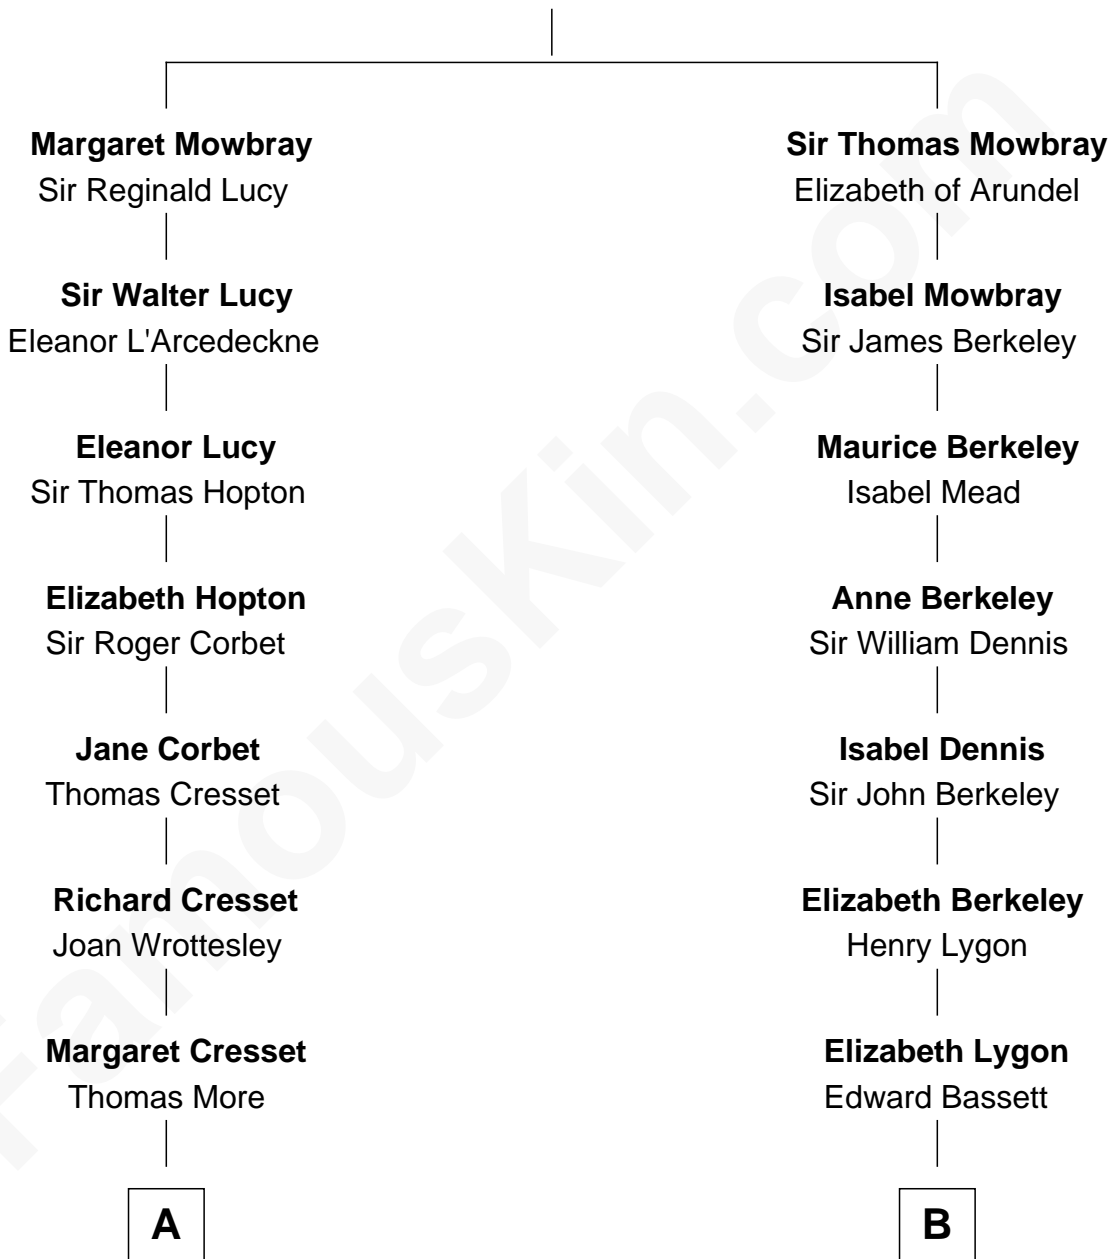 Margaret Mowbray
Sir Reginald Lucy
Sir Walter Lucy
Eleanor L'Arcedeckne
Eleanor Lucy
Sir Thomas Hopton
Elizabeth Hopton
Sir Roger Corbet
Jane Corbet
Thomas Cresset
Richard Cresset
Joan Wrottesley
Margaret Cresset
Thomas More
A
Sir Thomas Mowbray
Elizabeth of Arundel
Isabel Mowbray
Sir James Berkeley
Maurice Berkeley
Isabel Mead
Anne Berkeley
Sir William Dennis
Isabel Dennis
Sir John Berkeley
Elizabeth Berkeley
Henry Lygon
Elizabeth Lygon
Edward Bassett
B
FamousKin.com